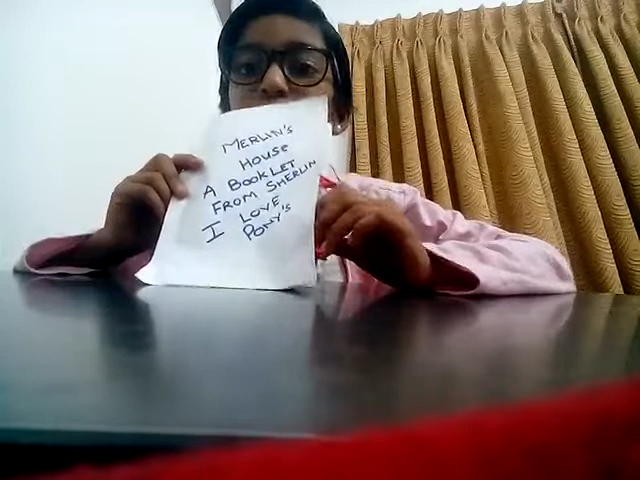 MERLIN's
HOUSE
A BOOKLET
FROM SHERLIN
I LOVE
PONY's